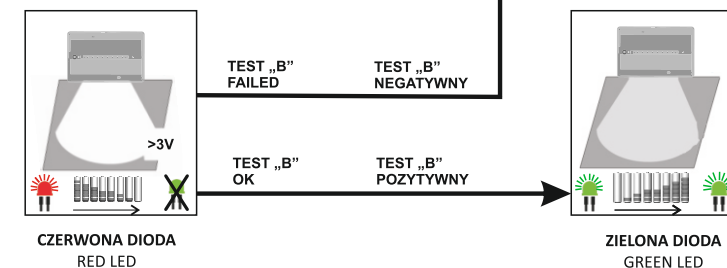 TEST „B” TEST „B”
FAILED NEGATYWNY
>3V
TEST „B” TEST „B”
OK POZYTYWNY
CZERWONA DIODA ZIELONA DIODA
RED LED GREEN LED